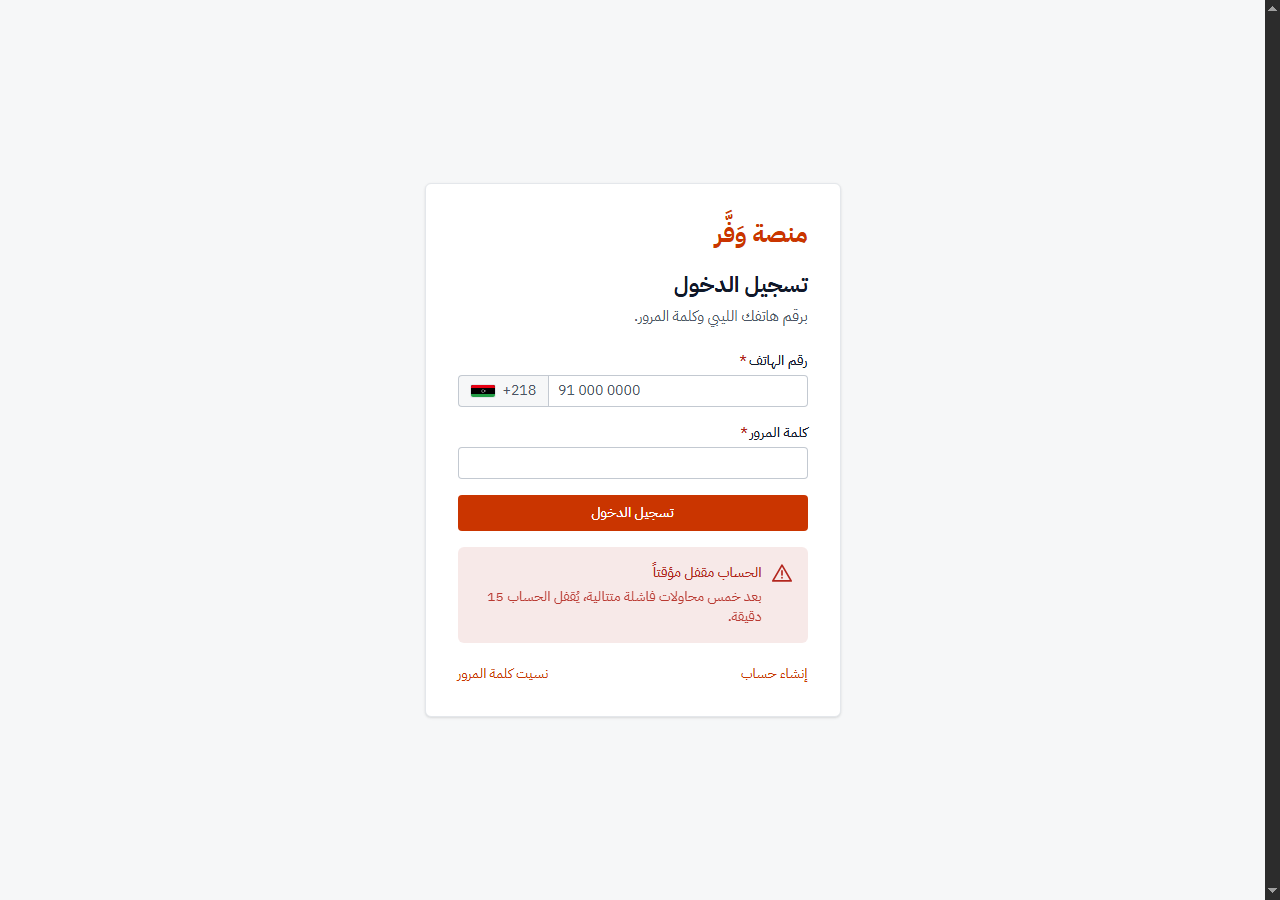 منصة وَفَّر
تسجيل الدخول
برقم هاتفك الليبي وكلمة المرور.
رقم الهاتف *
+218 91 000 0000
كلمة المرور *
تسجيل الدخول
الحساب مقفل مؤقتاً
بعد خمس محاولات فاشلة متتالية، يُقفل الحساب 15
دقيقة.
إنشاء حساب
نسيت كلمة المرور